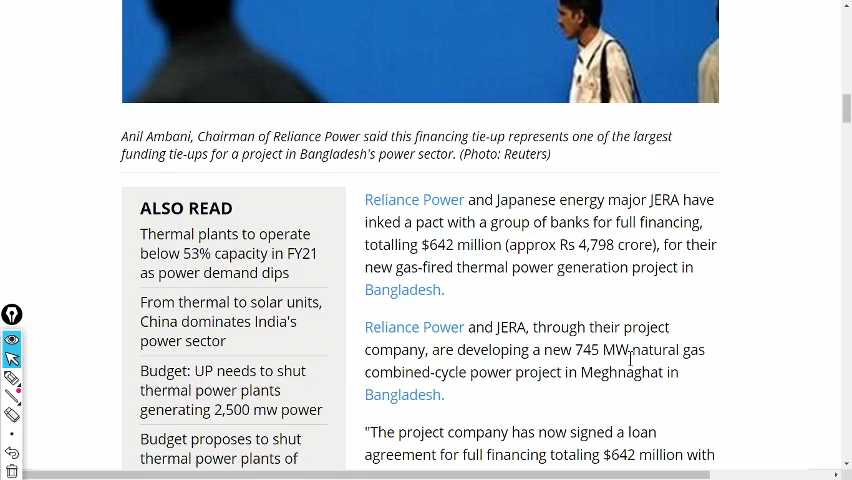 Anil Ambani, Chairman of Reliance Power said this financing tie-up represents one of the largest
funding tie-ups for a project in Bangladesh's power sector. (Photo: Reuters)
ALSO READ
Thermal plants to operate
below 53% capacity in FY21
as power demand dips
From thermal to solar units,
China dominates India's
power sector
Budget: UP needs to shut
thermal power plants
generating 2,500 mw power
Budget proposes to shut
thermal power plants of
Reliance Power and Japanese energy major JERA have
inked a pact with a group of banks for full financing,
totalling $642 million (approx Rs 4,798 crore), for their
new gas-fired thermal power generation project in
Bangladesh.
Reliance Power and JERA, through their project
company, are developing a new 745 MW natural gas
combined-cycle power project in Meghnaghat in
Bangladesh.
"The project company has now signed a loan
agreement for full financing totaling $642 million with